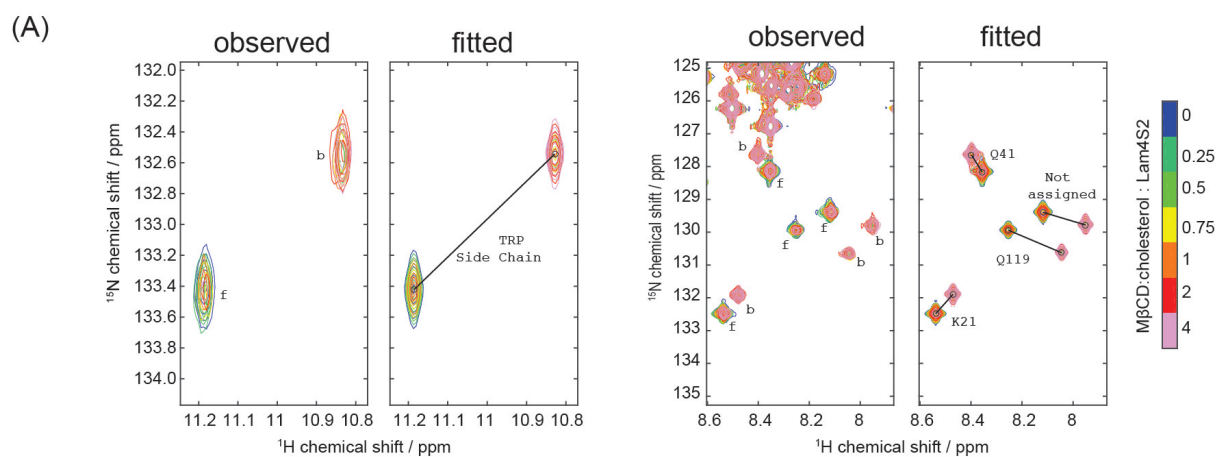 (A)
observed
fitted
15N chemical shift / ppm
132.0
132.2
132.4
132.6
132.8
133.0
133.2
133.4
133.6
133.8
134.0
b
f
TRP
Side Chain
11.2 11.1 11 10.9 10.8
11.2 11.1 11 10.9 10.8
1H chemical shift / ppm
observed
fitted
15N chemical shift / ppm
125
126
127
128
129
130
131
132
133
134
135
b
f
f
f
b
b
b
f
Q41
Not
assigned
Q119
K21
8.6 8.4 8.2 8
8.6 8.4 8.2 8
1H chemical shift / ppm
MβCD:cholesterol : Lam4S2
0
0.25
0.5
0.75
1
2
4